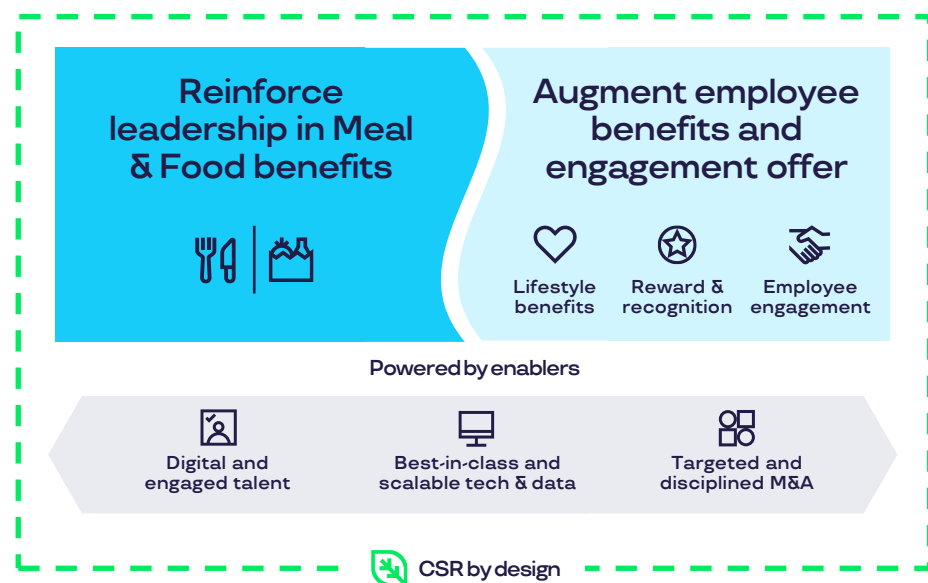 Reinforce
leadership in Meal
& Food benefits
Augment employee
benefits and
engagement offer
Lifestyle
benefits
Reward &
recognition
Employee
engagement
Powered by enablers
Digital and
engaged talent
Best-in-class and
scalable tech & data
Targeted and
disciplined M&A
CSR by design